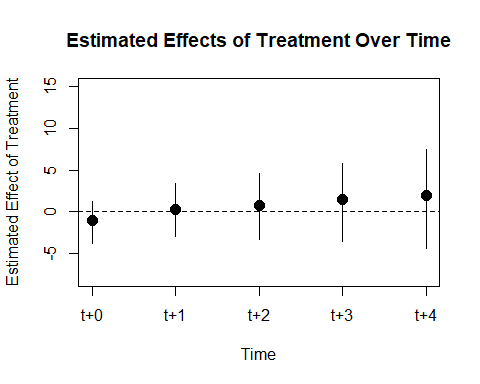 Estimated Effects of Treatment Over Time
Estimated Effect of Treatment
15
10
5
0
-5
t+0 t+1 t+2 t+3 t+4
Time